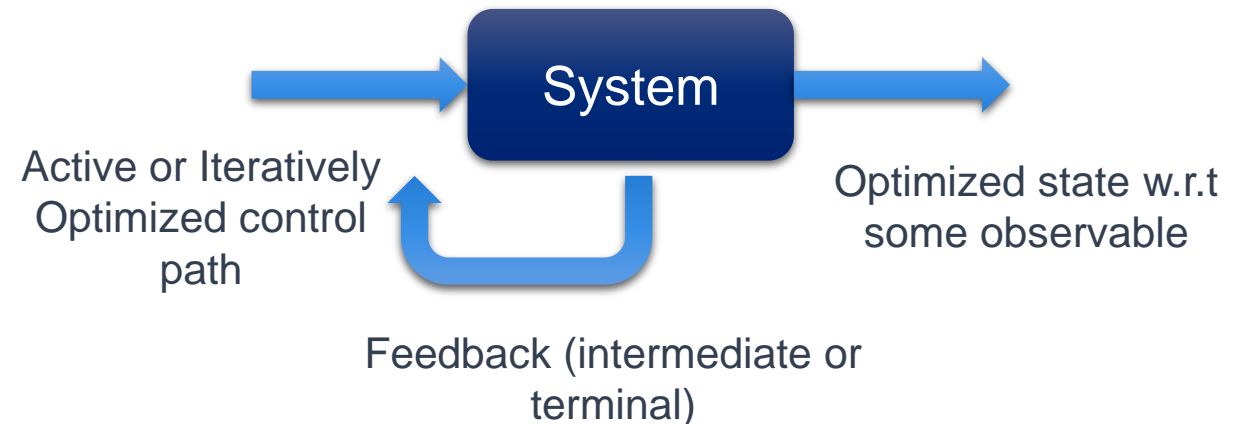 System
Active or Iteratively
Optimized control
path
Optimized state w.r.t
some observable
Feedback (intermediate or
terminal)